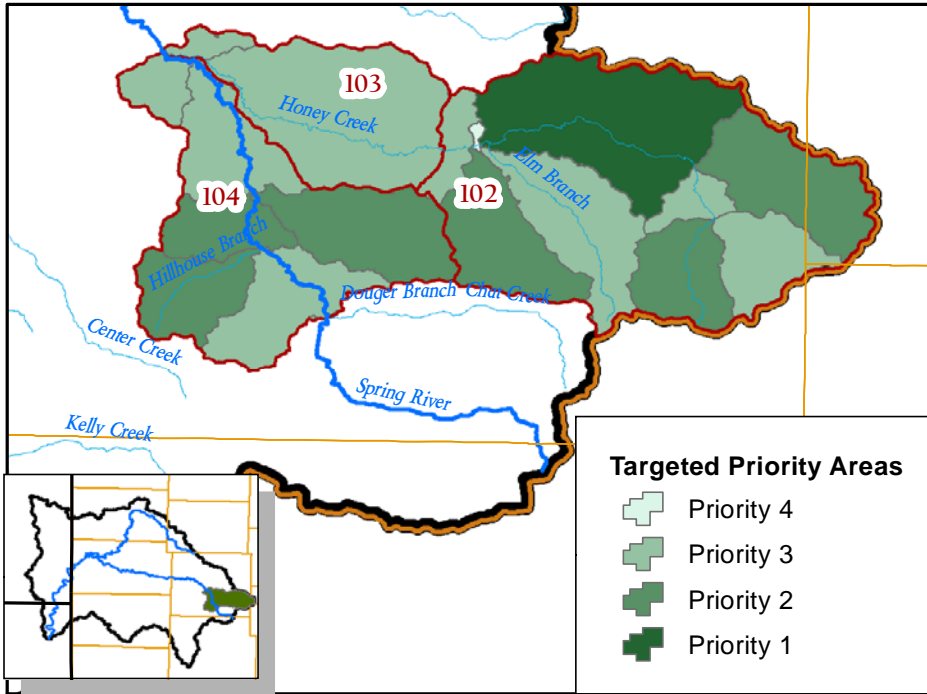 103
Honey Creek
Elm Branch
102
104
Hillhouse Branch
Douger Branch Chat Creek
Center Creek
Spring River
Kelly Creek
Targeted Priority Areas
Priority 4
Priority 3
Priority 2
Priority 1